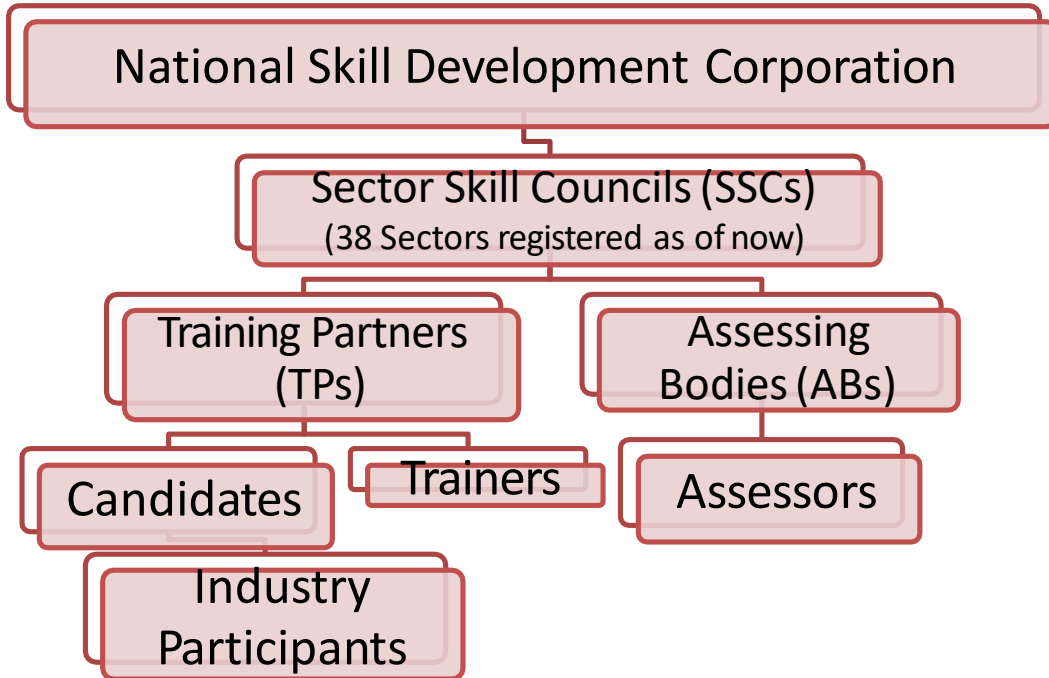 National Skill Development Corporation
Sector Skill Councils (SSCs)
(38 Sectors registered as of now)
Training Partners
(TPs)
Assessing
Bodies (ABs)
Candidates
Trainers
Assessors
Industry
Participants